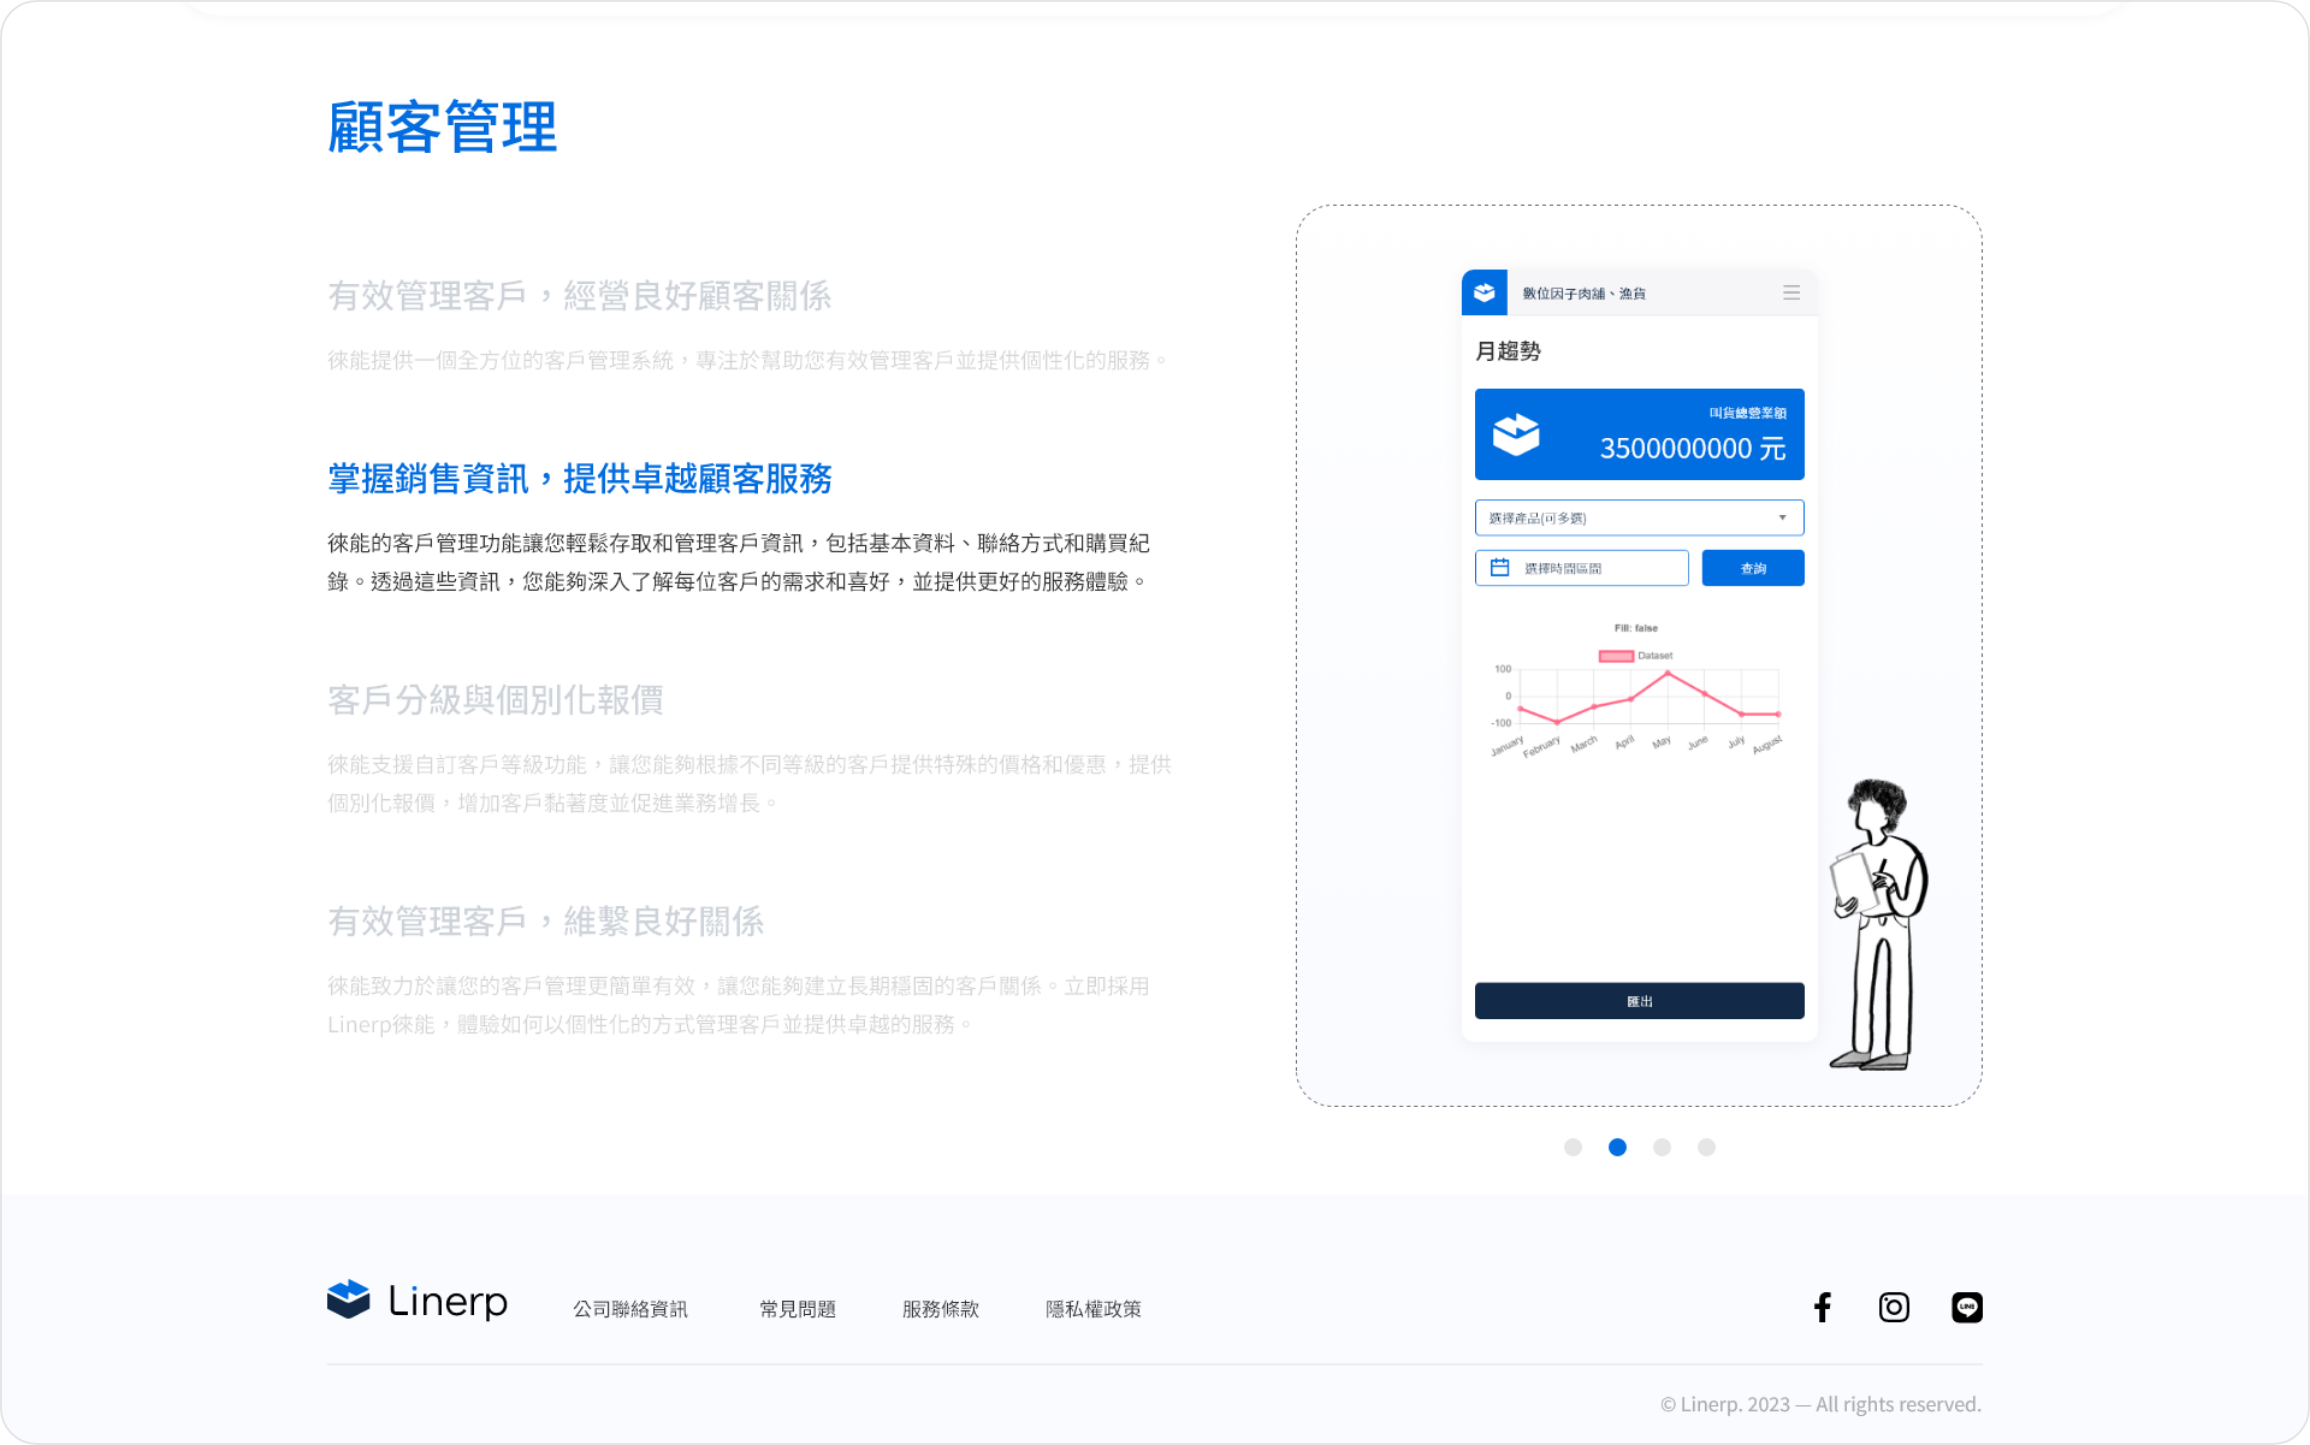 顧客管理
有效管理客戶，經營良好顧客關係
徠能提供一個全方位的客戶管理系統，專注於幫助您有效管理客戶並提供個性化的服務。
掌握銷售資訊，提供卓越顧客服務
徠能的客戶管理功能讓您輕鬆存取和管理客戶資訊，包括基本資料、聯絡方式和購買紀
錄。透過這些資訊，您能夠深入了解每位客戶的需求和喜好，並提供更好的服務體驗。
客戶分級與個別化報價
徠能支援自訂客戶等級功能，讓您能夠根據不同等級的客戶提供特殊的價格和優惠，提供
個別化報價，增加客戶黏著度並促進業務增長。
有效管理客戶，維繫良好關係
徠能致力於讓您的客戶管理更簡單有效，讓您能夠建立長期穩固的客戶關係。立即採用
Linerp徠能，體驗如何以個性化的方式管理客戶並提供卓越的服務。
數位因子肉舖、漁貨
月趨勢
叫貨總營業額
3500000000 元
選擇產品(可多選)
選擇時間區間
查詢
Fill: false
Dataset
100
0
-100
January
February
March
April
May
June
July
August
匯出
Linerp
公司聯絡資訊
常見問題
服務條款
隱私權政策
LINE
© Linerp. 2023 — All rights reserved.